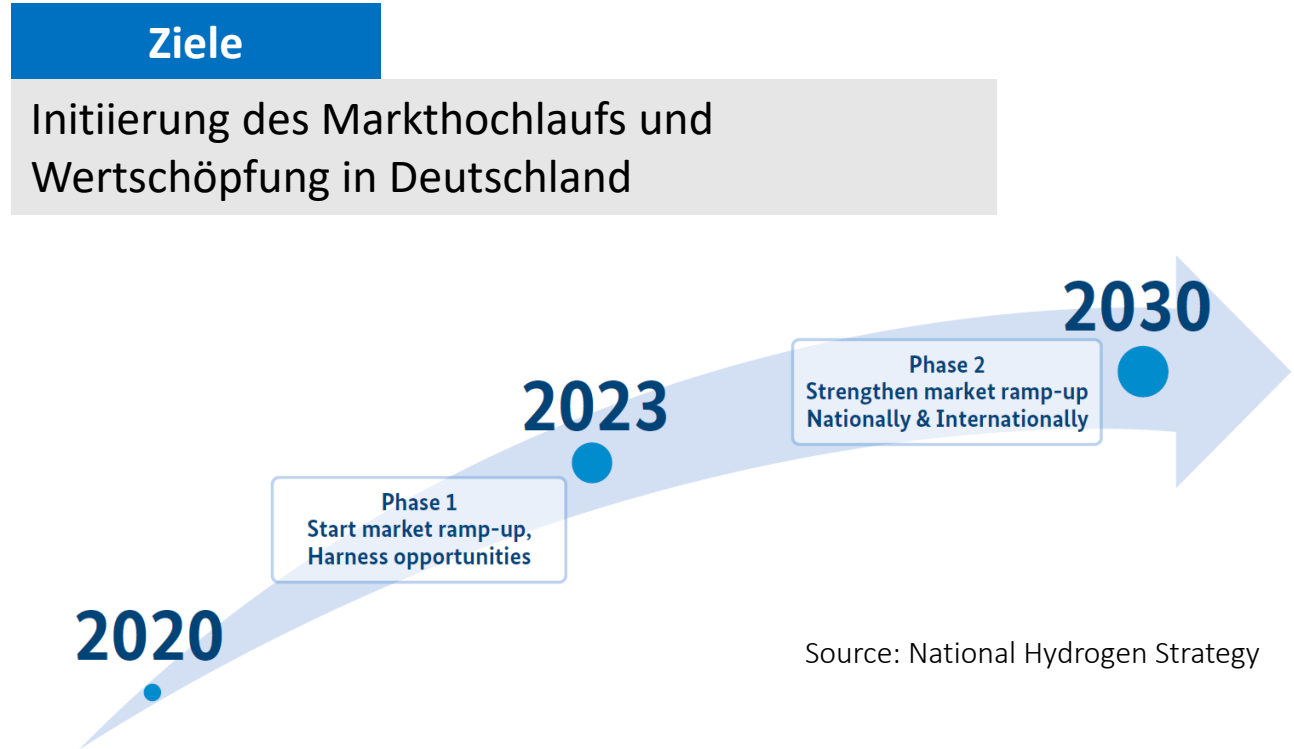 Ziele
Initiierung des Markthochlaufs und
Wertschöpfung in Deutschland
2030
Phase 2
Strengthen market ramp-up
Nationally & Internationally
2023
Phase 1
Start market ramp-up,
Harness opportunities
2020
Source: National Hydrogen Strategy